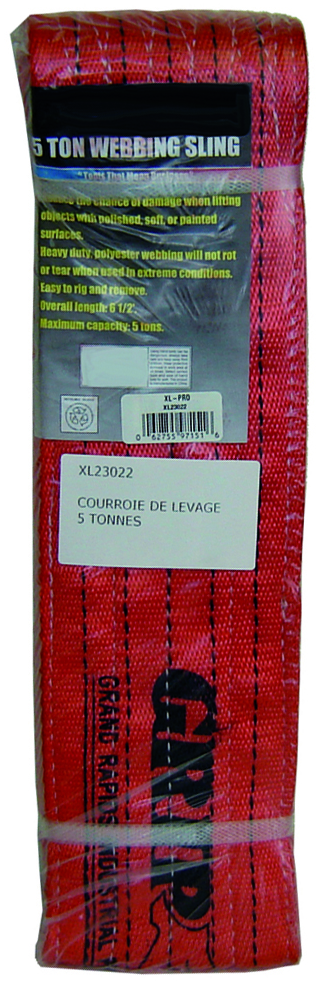 5 TON WEBBING SLING
"Tools That Mean Business"
Reduce the chance of damage when lifting
objects with polished, soft, or painted
surfaces.
Heavy duty, polyester webbing will not rot
or tear when used in extreme conditions.
Easy to rig and remove.
Overall length: 6 1/2'.
Maximum capacity: 5 tons.
XL-PRO
XL23022
0 62755 97151 6
XL23022
COURROIE DE LEVAGE
5 TONNES
GRIP
GRAND RAPIDS INDUSTRIAL